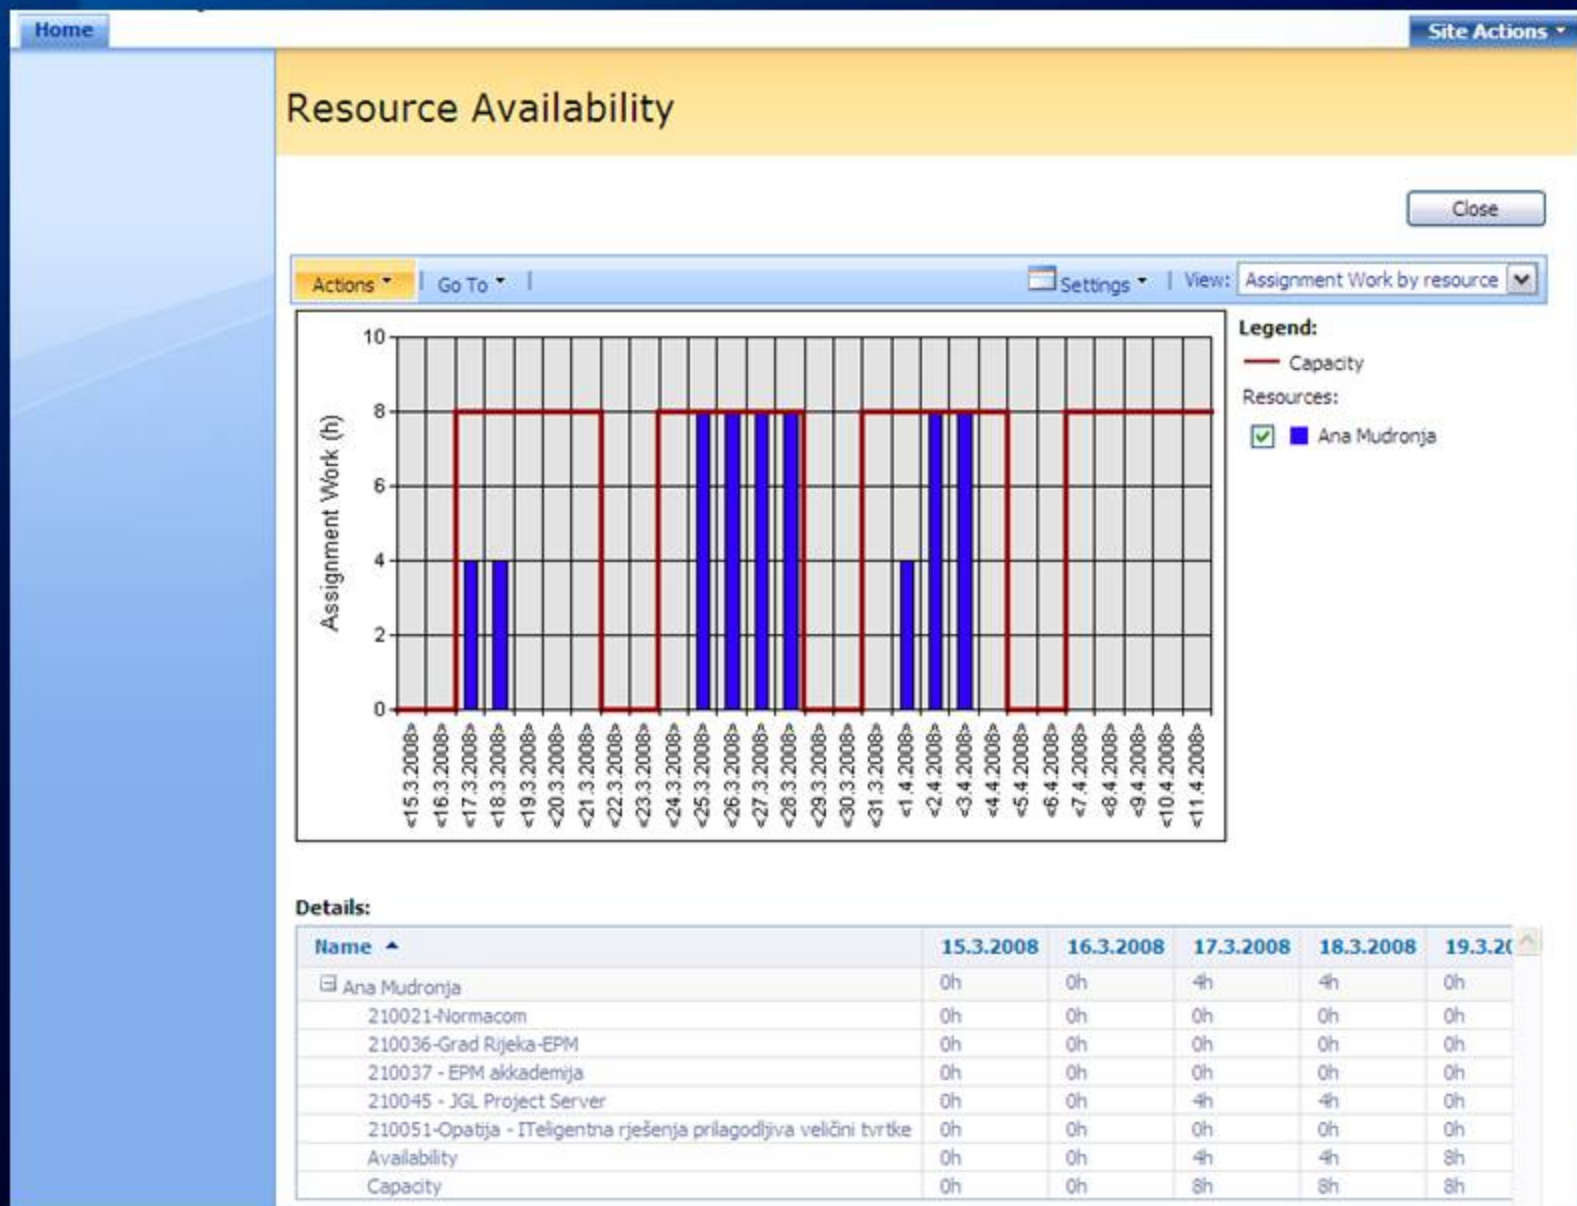 Home
Site Actions
Resource Availability
Close
Actions
Go To
Settings
View: Assignment Work by resource
Legend:
Capacity
Resources:
Ana Mudronja
Assignment Work (h)
10
8
6
4
2
0
<15.3.2008>
<16.3.2008>
<17.3.2008>
<18.3.2008>
<19.3.2008>
<20.3.2008>
<21.3.2008>
<22.3.2008>
<23.3.2008>
<24.3.2008>
<25.3.2008>
<26.3.2008>
<27.3.2008>
<28.3.2008>
<29.3.2008>
<30.3.2008>
<31.3.2008>
<1.4.2008>
<2.4.2008>
<3.4.2008>
<4.4.2008>
<5.4.2008>
<6.4.2008>
<7.4.2008>
<8.4.2008>
<9.4.2008>
<10.4.2008>
<11.4.2008>
Details:
Name 15.3.2008 16.3.2008 17.3.2008 18.3.2008 19.3.20
Ana Mudronja 0h 0h 4h 4h 0h
210021-Normacom 0h 0h 0h 0h 0h
210036-Grad Rijeka-EPM 0h 0h 0h 0h 0h
210037 - EPM akkademija 0h 0h 0h 0h 0h
210045 - JGL Project Server 0h 0h 4h 4h 0h
210051-Opatija - ITeligentna rješenja prilagodljiva veličini tvrtke 0h 0h 0h 0h 0h
Availability 0h 0h 4h 4h 8h
Capacity 0h 0h 8h 8h 8h